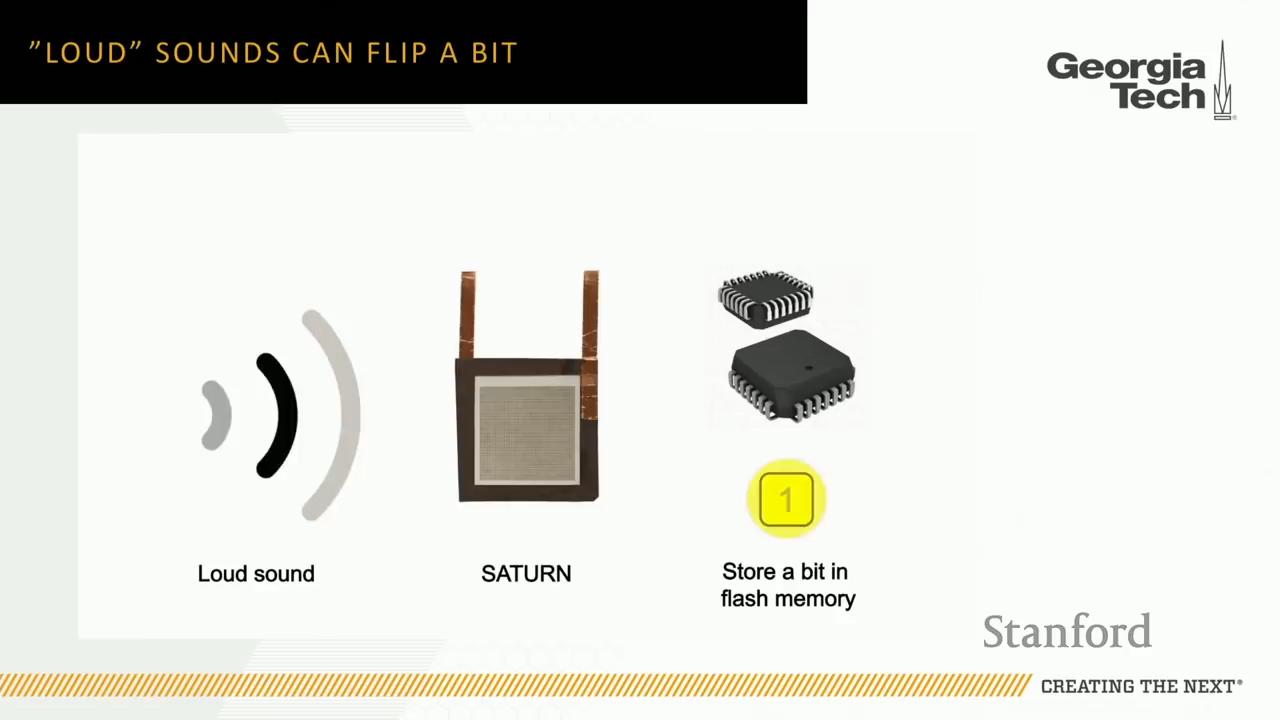 ”LOUD” SOUNDS CAN FLIP A BIT
Georgia
Tech
1
Loud sound
SATURN
Store a bit in
flash memory
Stanford
CREATING THE NEXT®